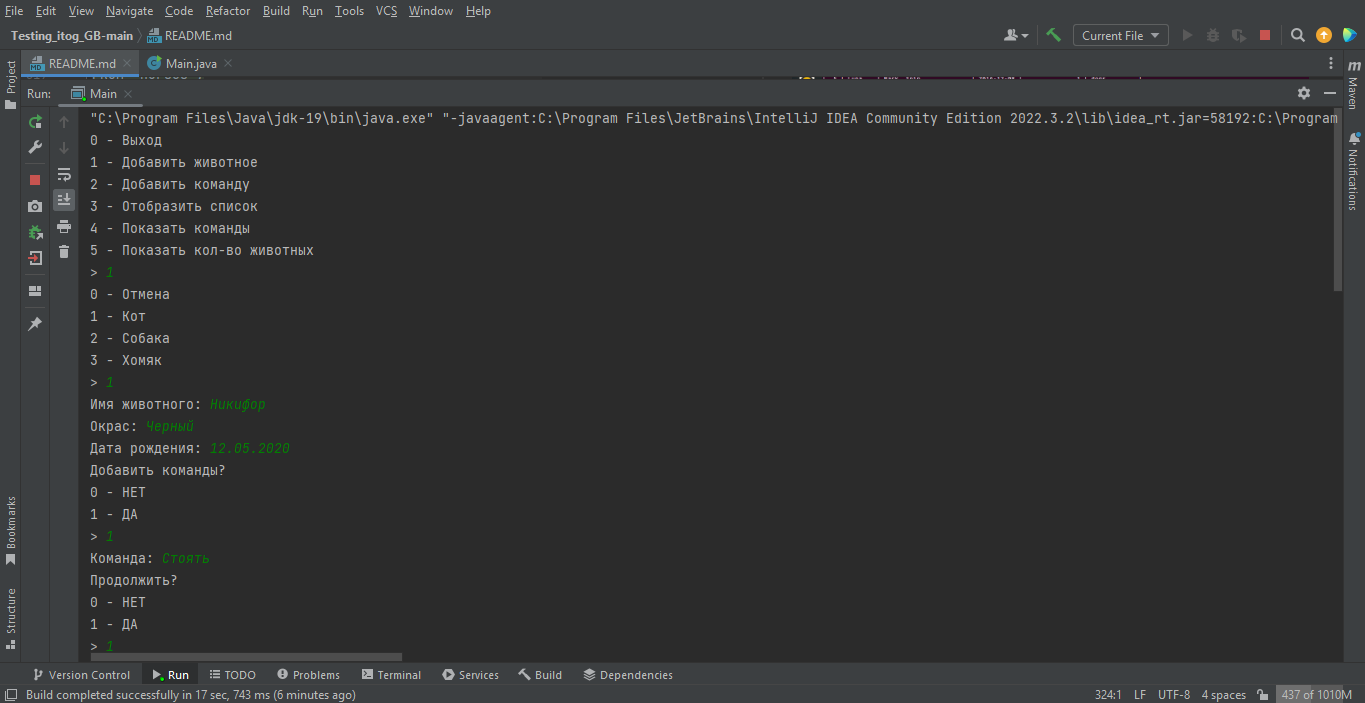 File Edit View Navigate Code Refactor Build Run Tools VCS Window Help
Testing_itog_GB-main README.md Current File
Project
README.md Main.java
Run: Main
"C:\Program Files\Java\jdk-19\bin\java.exe" "-javaagent:C:\Program Files\JetBrains\IntelliJ IDEA Community Edition 2022.3.2\lib\idea_rt.jar=58192:C:\Program
0 - Выход
1 - Добавить животное
2 - Добавить команду
3 - Отобразить список
4 - Показать команды
5 - Показать кол-во животных
> 1
0 - Отмена
1 - Кот
2 - Собака
3 - Хомяк
> 1
Имя животного: Никифор
Окрас: Черный
Дата рождения: 12.05.2020
Добавить команды?
0 - НЕТ
1 - ДА
> 1
Команда: Стоять
Продолжить?
0 - НЕТ
1 - ДА
> 1
Bookmarks
Structure
m
Maven
Notifications
Version Control Run TODO Problems Terminal Services Build Dependencies
Build completed successfully in 17 sec, 743 ms (6 minutes ago) 324:1 LF UTF-8 4 spaces 437 of 1010M